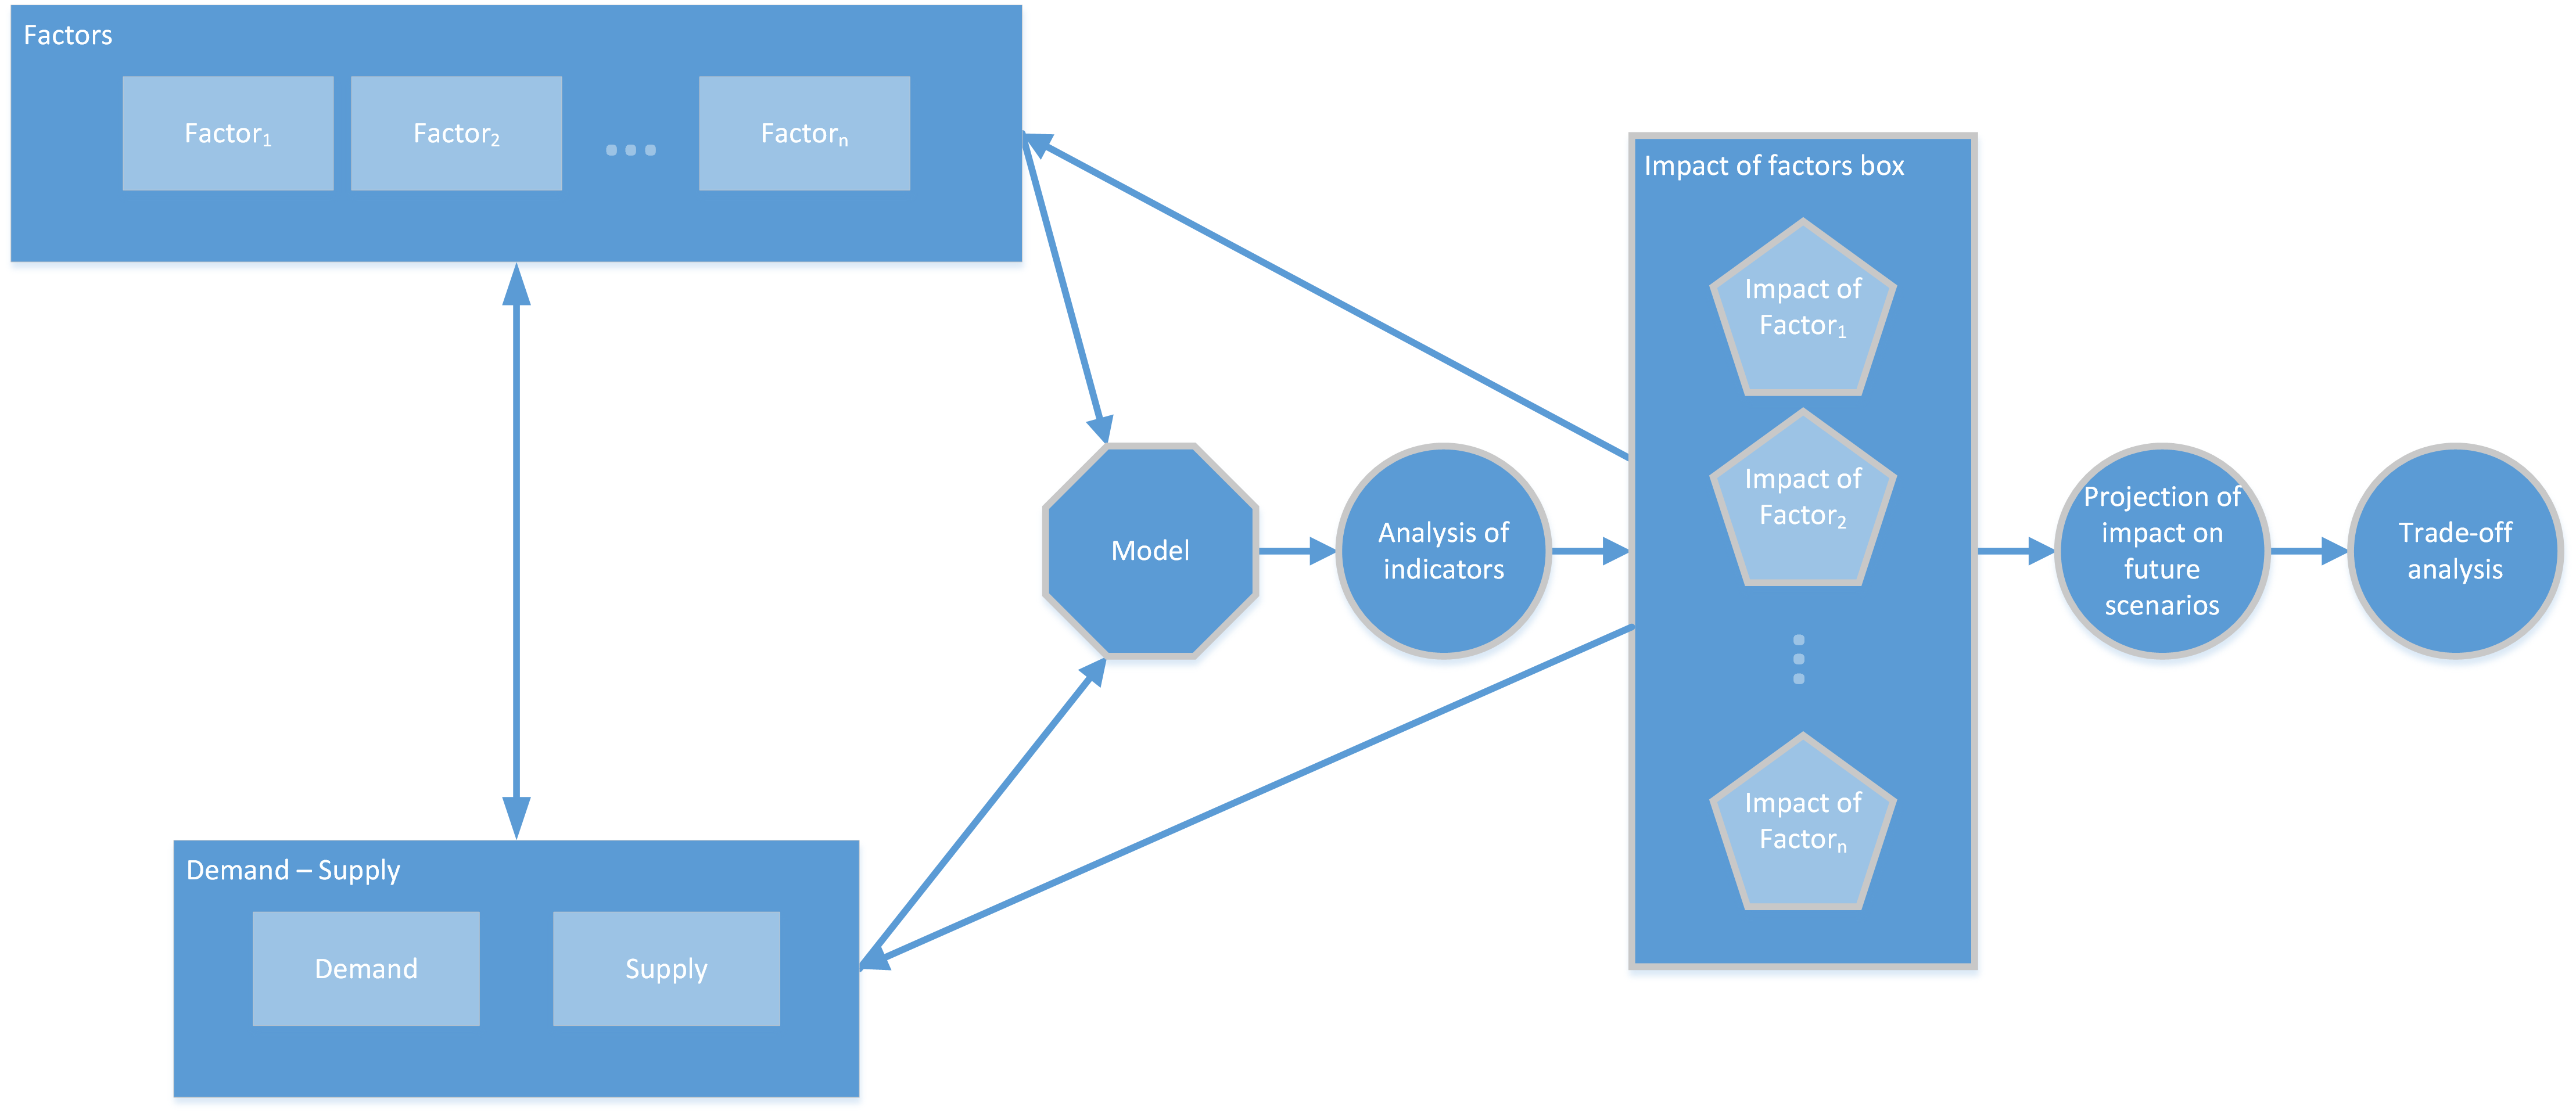 Factors
Factor1
Factor2
...
Factorn
Impact of factors box
Impact of
Factor1
Impact of
Factor2
Impact of
Factorn
Model
Analysis of
indicators
Projection of
impact on
future
scenarios
Trade-off
analysis
Demand – Supply
Demand
Supply